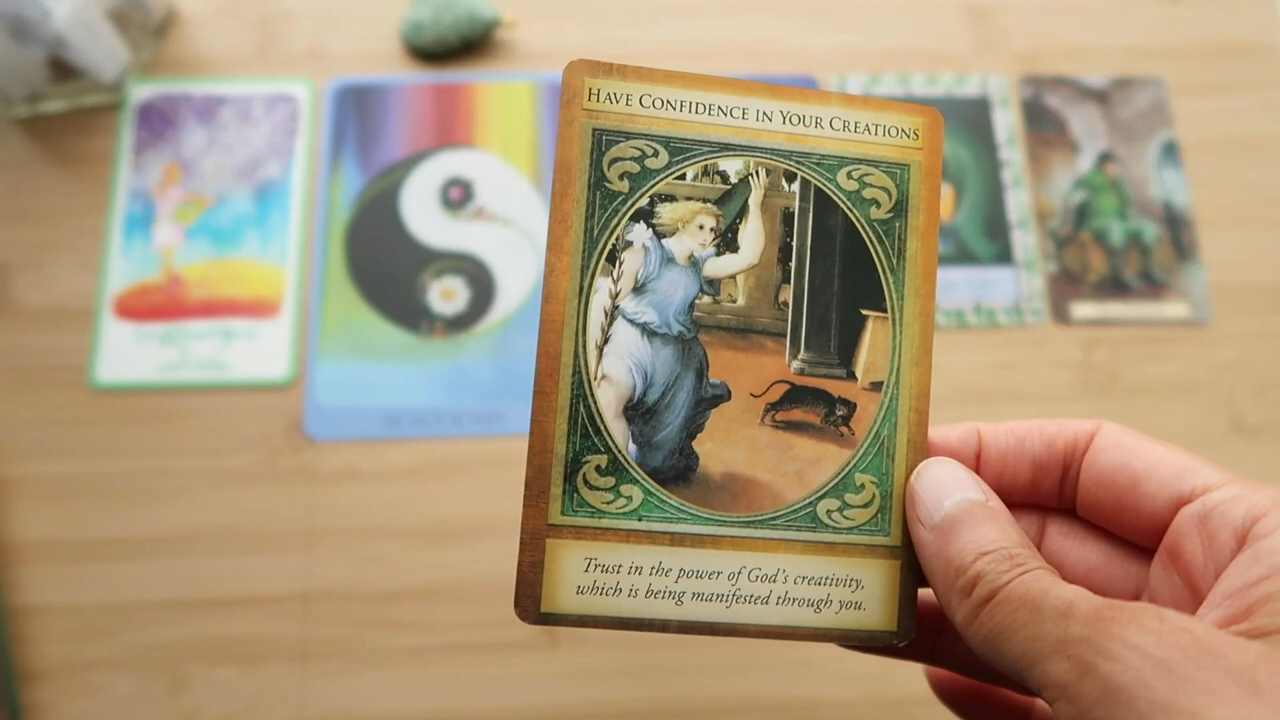 HAVE CONFIDENCE IN YOUR CREATIONS
Trust in the power of God's creativity,
which is being manifested through you.